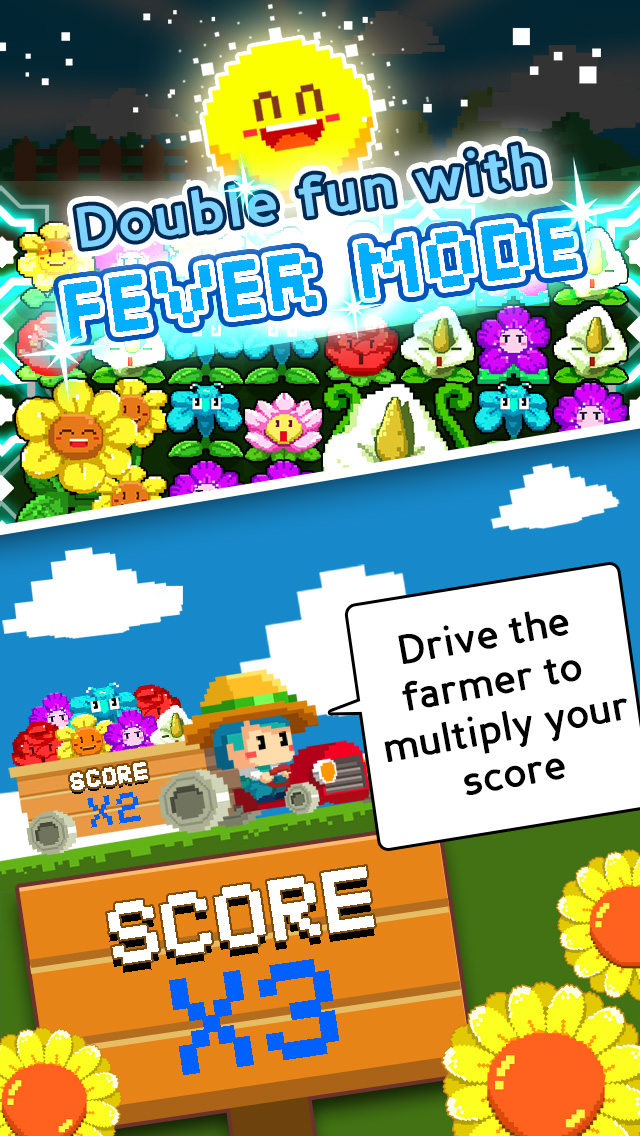 Double fun with
FEVER MODE
Drive the
farmer to
multiply your
score
SCORE
X2
SCORE
X3